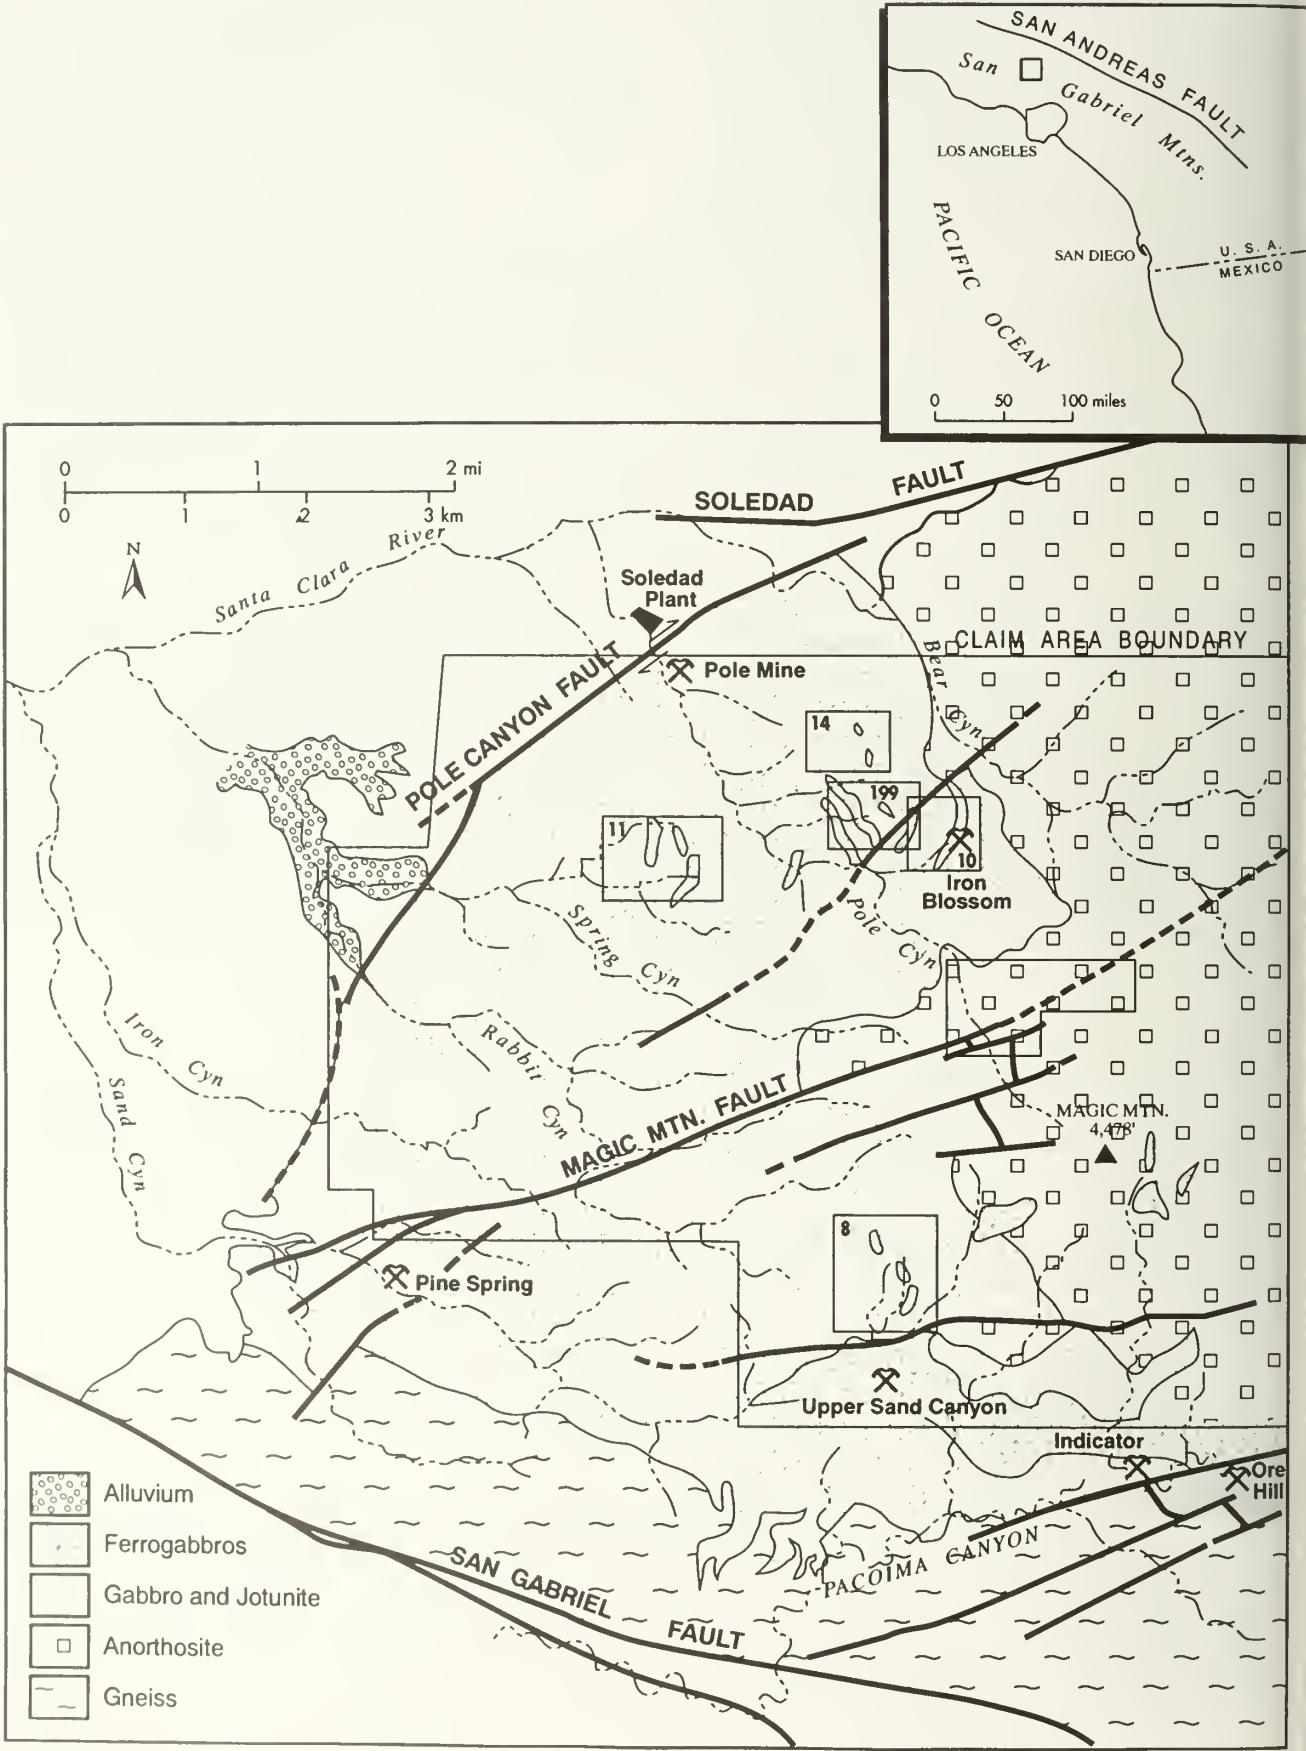 SAN ANDREAS FAULT
San Gabriel Mtns.
LOS ANGELES
PACIFIC OCEAN
SAN DIEGO
U. S. A.
MEXICO
0 50 100 miles
0 1 2 mi
0 1 2 3 km
N
Santa Clara River
SOLEDAD FAULT
Soledad
Plant
CLAIM AREA BOUNDARY
Bear Cyn
Pole Mine
POLE CANYON FAULT
14
199
11
10
Iron
Blossom
Pole Cyn
Spring Cyn
Rabbit Cyn
Iron Cyn
Sand Cyn
MAGIC MTN. FAULT
MAGIC MTN.
4,478'
8
Pine Spring
Upper Sand Canyon
Indicator
Ore
Hill
PACOIMA CANYON
SAN GABRIEL FAULT
Alluvium
Ferrogabbros
Gabbro and Jotunite
Anorthosite
Gneiss